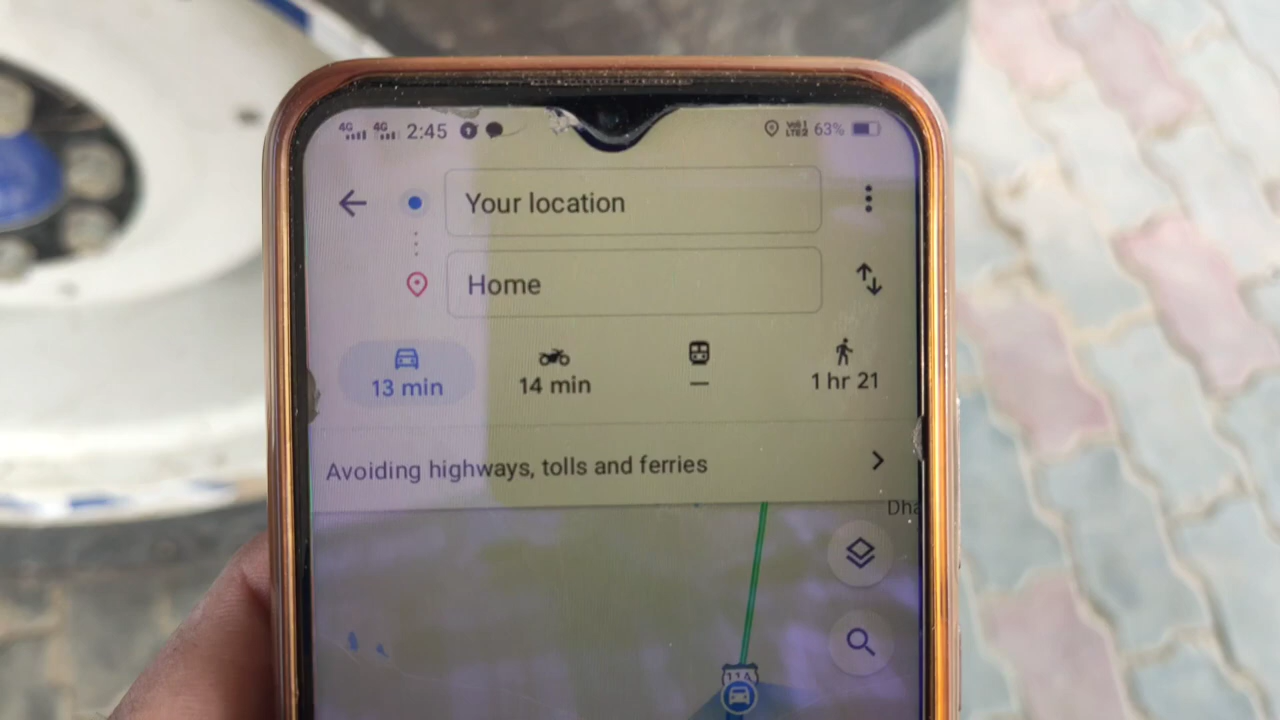 4G 4G 2:45 63%
Your location
Home
13 min 14 min — 1 hr 21
Avoiding highways, tolls and ferries
Dha